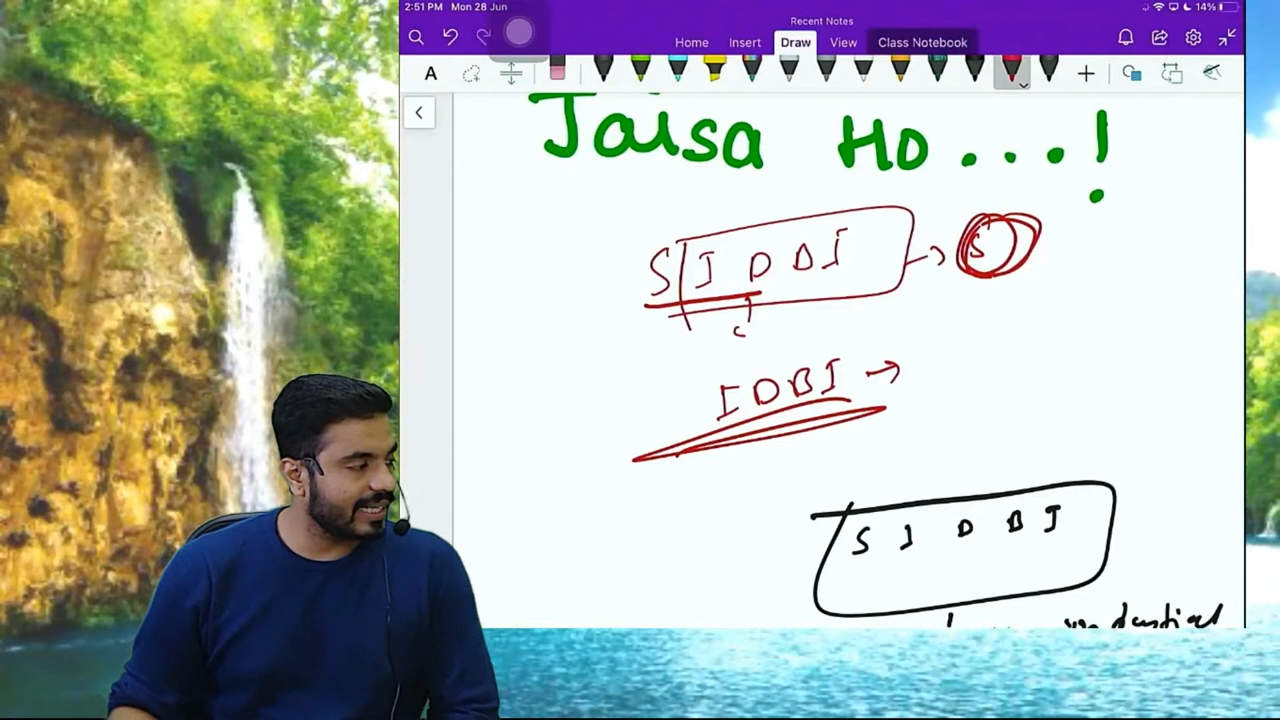 2:51 PM Mon 28 Jun
14%
Recent Notes
Home Insert Draw View Class Notebook
A
Jaisa Ho...!
SIDBI → S
C
IDBI →
SIDBI